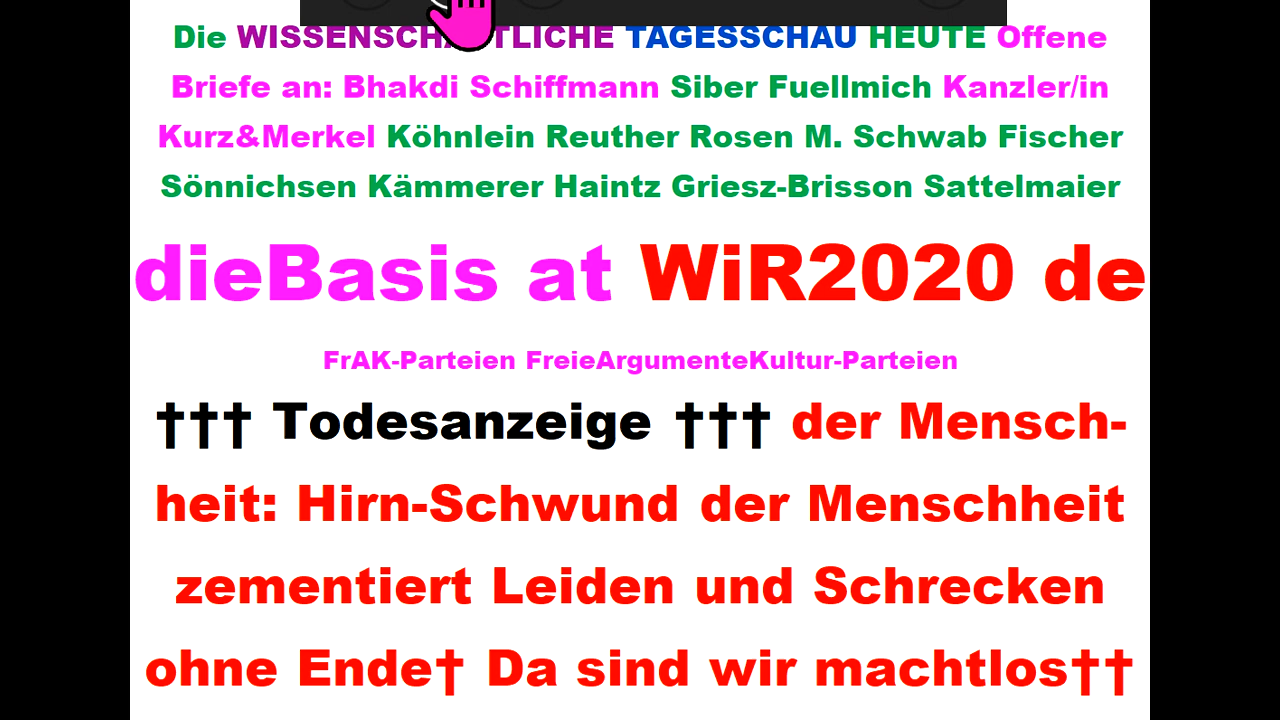 Die WISSENSCHAFTLICHE TAGESSCHAU HEUTE Offene
Briefe an: Bhakdi Schiffmann Siber Fuellmich Kanzler/in
Kurz&Merkel Köhnlein Reuther Rosen M. Schwab Fischer
Sönnichsen Kämmerer Haintz Griesz-Brisson Sattelmaier
dieBasis at WiR2020 de
FrAK-Parteien FreieArgumenteKultur-Parteien
††† Todesanzeige ††† der Mensch-
heit: Hirn-Schwund der Menschheit
zementiert Leiden und Schrecken
ohne Ende† Da sind wir machtlos††